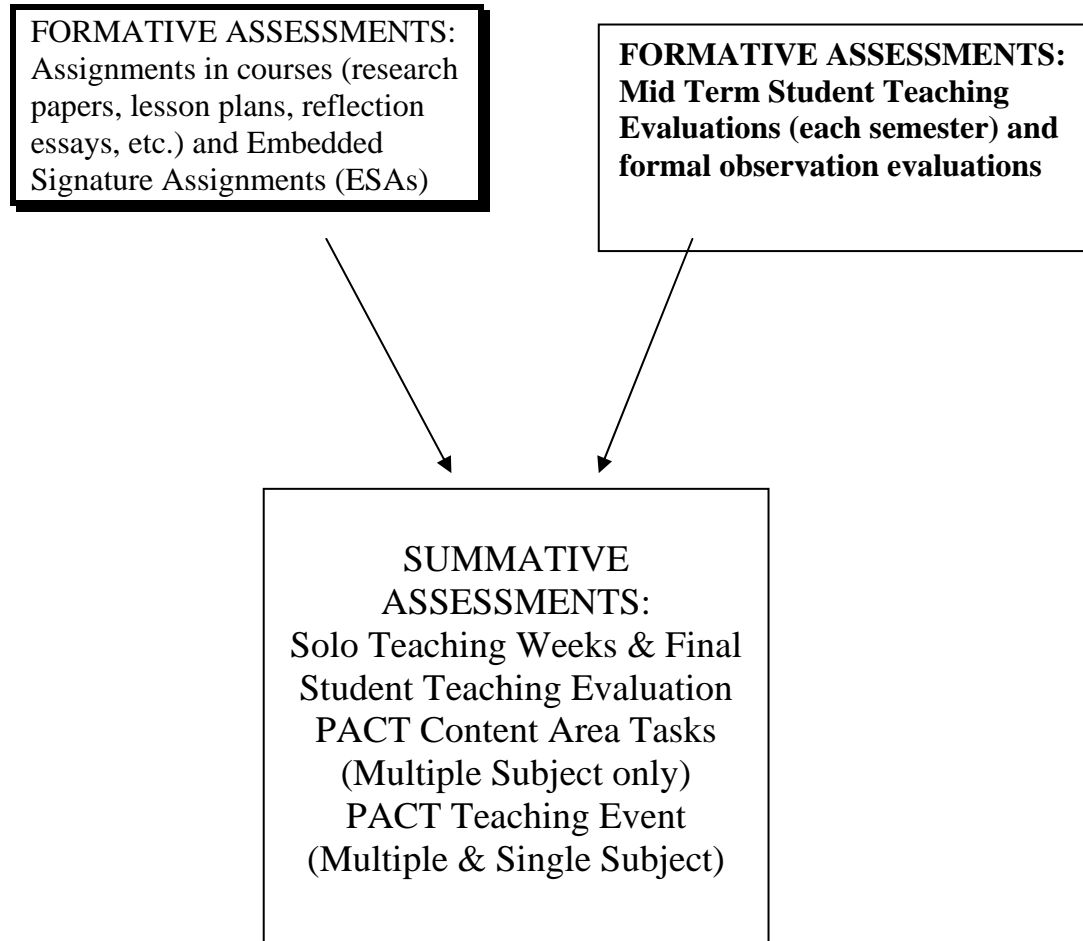 FORMATIVE ASSESSMENTS:
Assignments in courses (research
papers, lesson plans, reflection
essays, etc.) and Embedded
Signature Assignments (ESAs)
FORMATIVE ASSESSMENTS:
Mid Term Student Teaching
Evaluations (each semester) and
formal observation evaluations
SUMMATIVE
ASSESSMENTS:
Solo Teaching Weeks & Final
Student Teaching Evaluation
PACT Content Area Tasks
(Multiple Subject only)
PACT Teaching Event
(Multiple & Single Subject)